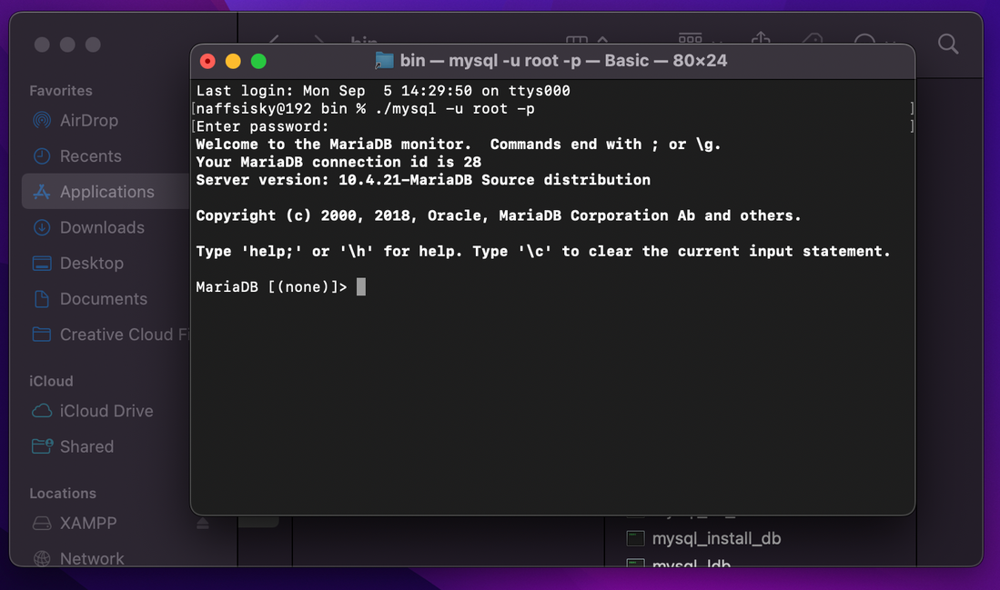 bin
bin — mysql -u root -p — Basic — 80×24
Favorites
AirDrop
Recents
Applications
Downloads
Desktop
Documents
Creative Cloud Fi
iCloud
iCloud Drive
Shared
Locations
XAMPP
Network
Last login: Mon Sep  5 14:29:50 on ttys000
[naffsisky@192 bin % ./mysql -u root -p ]
[Enter password: ]
Welcome to the MariaDB monitor.  Commands end with ; or \g.
Your MariaDB connection id is 28
Server version: 10.4.21-MariaDB Source distribution
Copyright (c) 2000, 2018, Oracle, MariaDB Corporation Ab and others.
Type 'help;' or '\h' for help. Type '\c' to clear the current input statement.
MariaDB [(none)]>
mysql_install_db
mysql_ldb